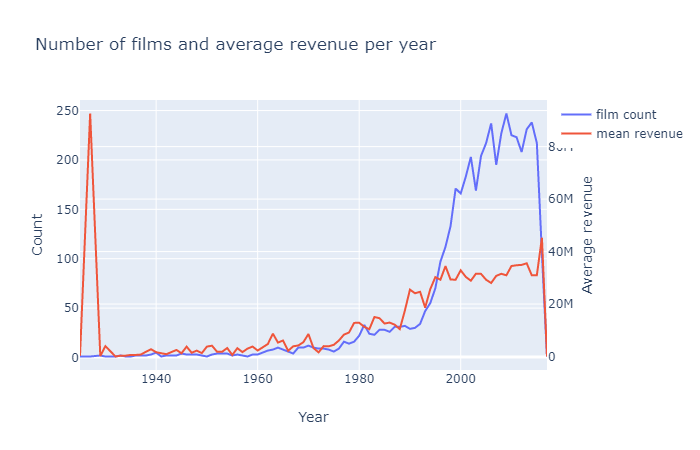 Number of films and average revenue per year
film count
mean revenue
250
200
150
100
50
0
Count
60M
40M
20M
0
Average revenue
1940
1960
1980
2000
Year